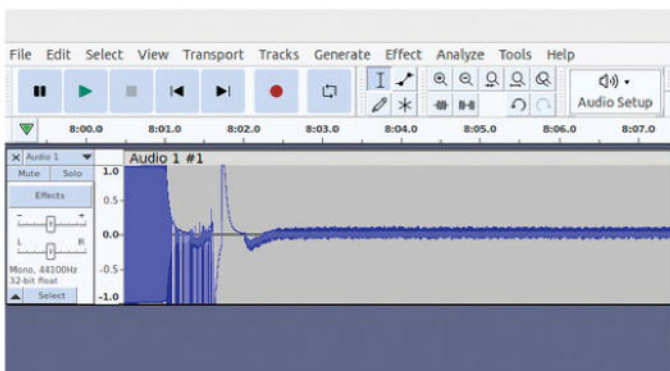 File Edit Select View Transport Tracks Generate Effect Analyze Tools Help
Audio Setup
8:00.0 8:01.0 8:02.0 8:03.0 8:04.0 8:05.0 8:06.0 8:07.0
Audio 1
Audio 1 #1
Mute Solo
Effects
- +
L R
Mono, 44100Hz
32-bit float
Select
1.0
0.5
0.0
-0.5
-1.0